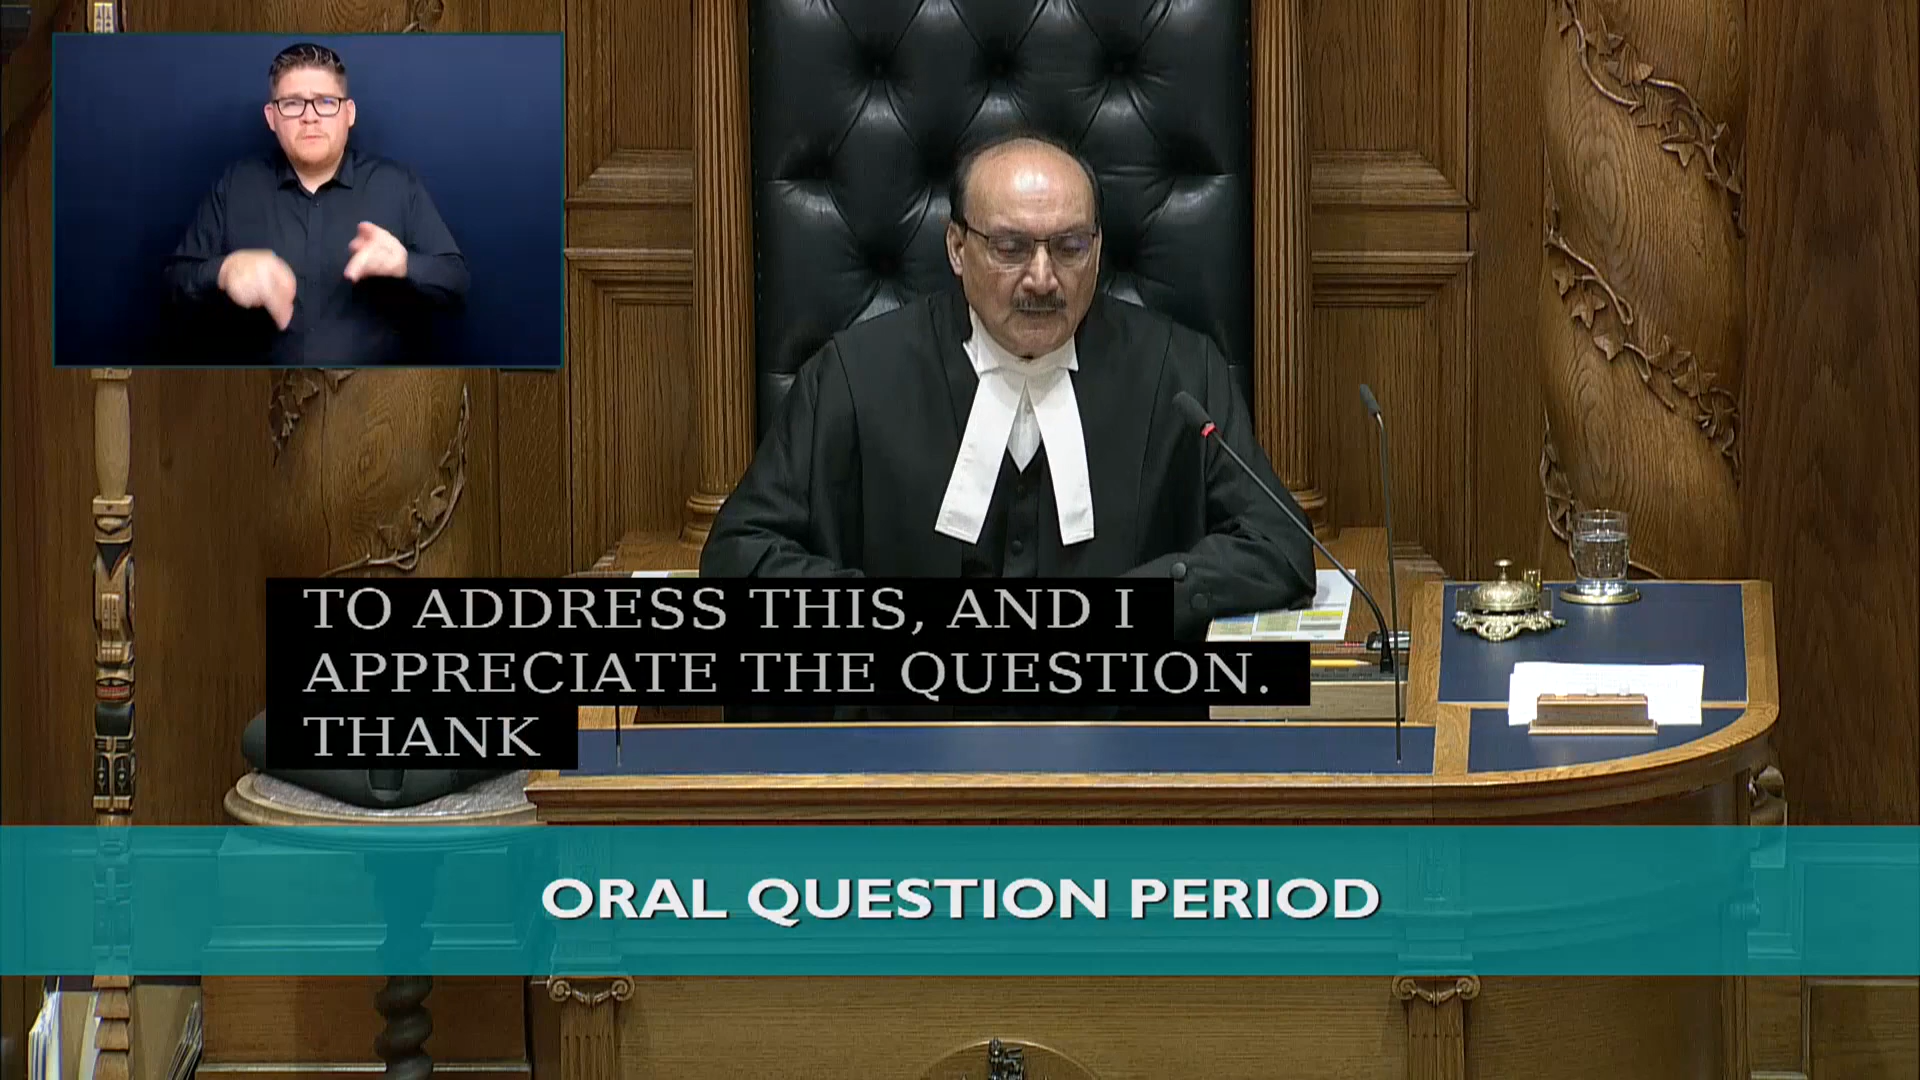 TO ADDRESS THIS, AND I
APPRECIATE THE QUESTION.
THANK
ORAL QUESTION PERIOD